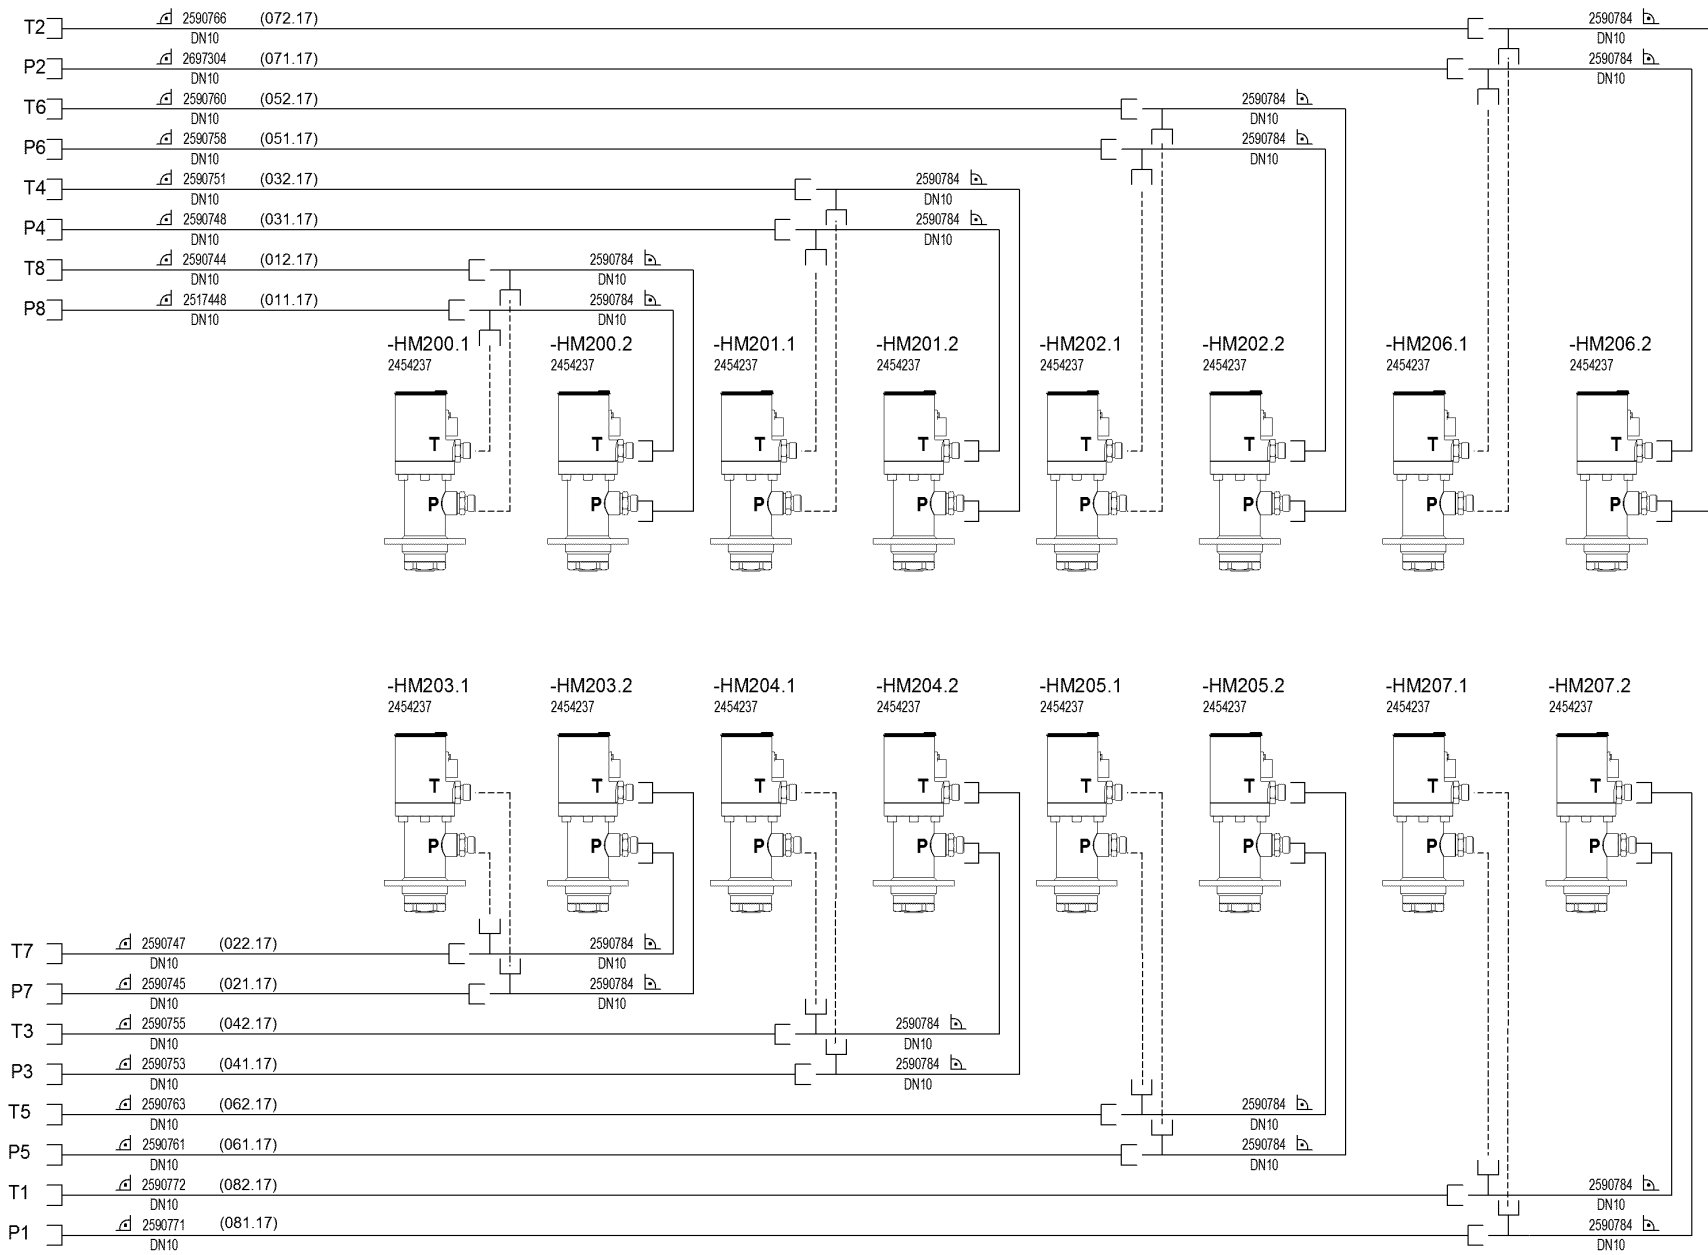 T2 2590766 (072.17) 2590784
DN10 DN10
P2 2697304 (071.17) 2590784
DN10 DN10
T6 2590760 (052.17) 2590784
DN10 DN10
P6 2590758 (051.17) 2590784
DN10 DN10
T4 2590751 (032.17) 2590784
DN10 DN10
P4 2590748 (031.17) 2590784
DN10 DN10
T8 2590744 (012.17) 2590784
DN10 DN10
P8 2517448 (011.17) 2590784
DN10 DN10
-HM200.1 -HM200.2 -HM201.1 -HM201.2 -HM202.1 -HM202.2 -HM206.1 -HM206.2
2454237 2454237 2454237 2454237 2454237 2454237 2454237 2454237
T T T T T T T T
P P P P P P P P
-HM203.1 -HM203.2 -HM204.1 -HM204.2 -HM205.1 -HM205.2 -HM207.1 -HM207.2
2454237 2454237 2454237 2454237 2454237 2454237 2454237 2454237
T T T T T T T T
P P P P P P P P
T7 2590747 (022.17) 2590784
DN10 DN10
P7 2590745 (021.17) 2590784
DN10 DN10
T3 2590755 (042.17) 2590784
DN10 DN10
P3 2590753 (041.17) 2590784
DN10 DN10
T5 2590763 (062.17) 2590784
DN10 DN10
P5 2590761 (061.17) 2590784
DN10 DN10
T1 2590772 (082.17) 2590784
DN10 DN10
P1 2590771 (081.17) 2590784
DN10 DN10